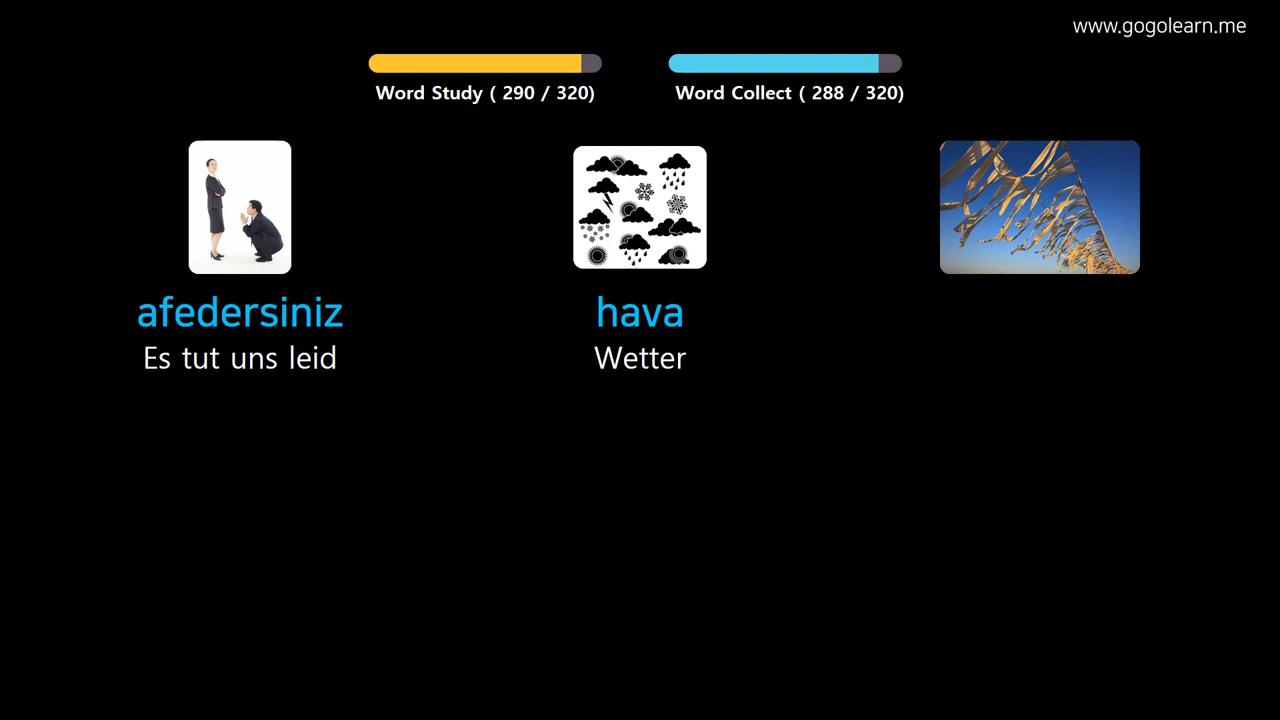 www.gogolearn.me
Word Study ( 290 / 320)
Word Collect ( 288 / 320)
afedersiniz
Es tut uns leid
hava
Wetter